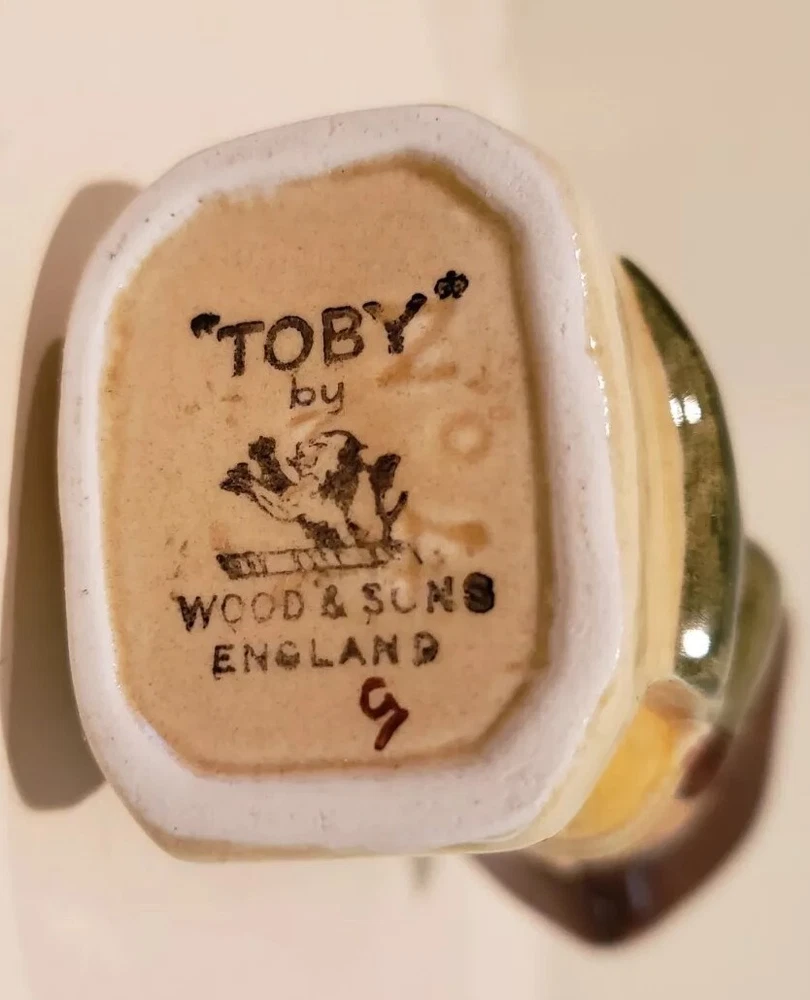 "TOBY"
by
WOOD & SONS
ENGLAND